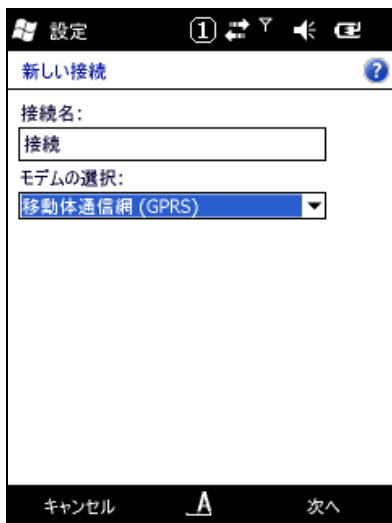 設定 1
新しい接続 ?
接続名:
接続
モデムの選択:
移動体通信網 (GPRS)
キャンセル A 次へ